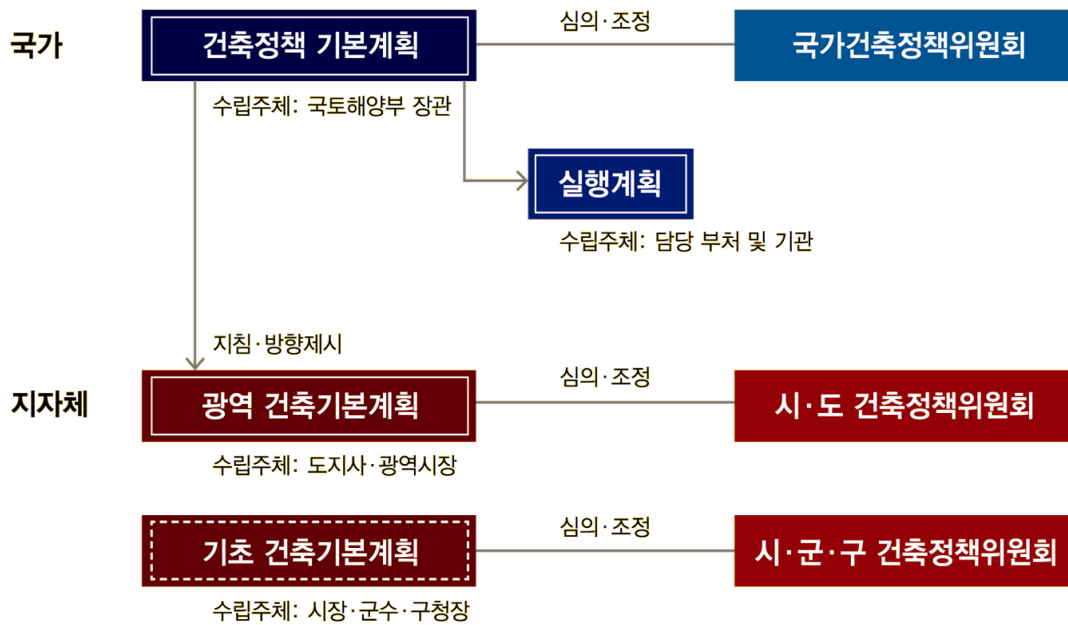 국가
건축정책 기본계획
심의·조정
국가건축정책위원회
수립주체: 국토해양부 장관
실행계획
수립주체: 담당 부처 및 기관
지침·방향제시
지자체
광역 건축기본계획
심의·조정
시·도 건축정책위원회
수립주체: 도지사·광역시장
기초 건축기본계획
심의·조정
시·군·구 건축정책위원회
수립주체: 시장·군수·구청장